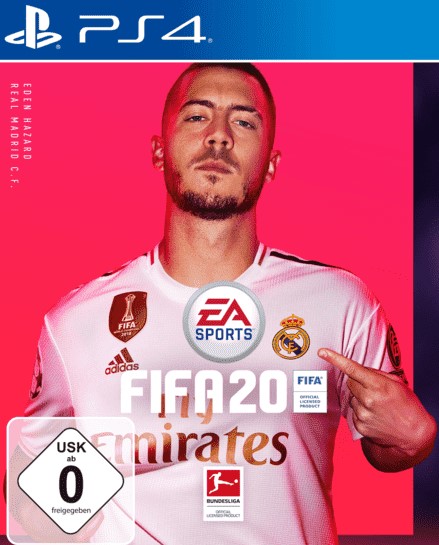 PS4
EDEN HAZARD
REAL MADRID C.F.
FIFA
2018
EA
SPORTS
adidas
FIFA 20
FIFA
OFFICIAL
LICENSED
PRODUCT
Fly
Emirates
USK
ab
0
freigegeben
BUNDESLIGA
OFFICIAL
LICENSED PRODUCT